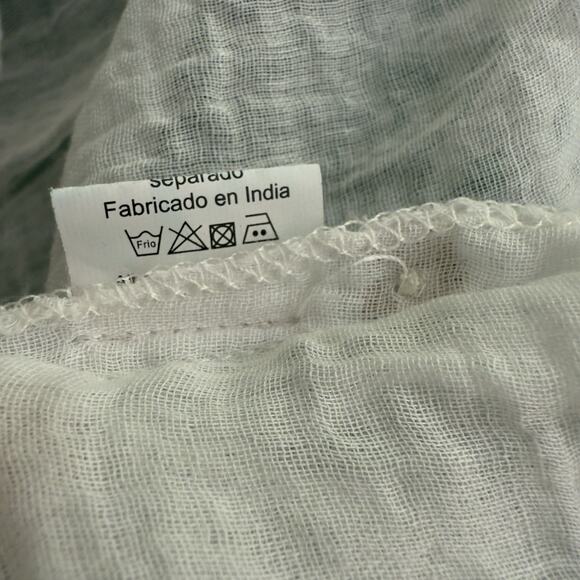 separado
Fabricado en India
Frio